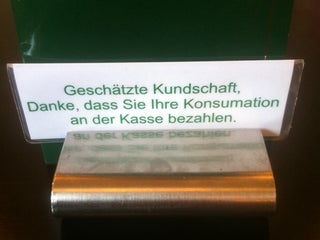 Geschätzte Kundschaft,
Danke, dass Sie Ihre Konsumation
an der Kasse bezahlen.